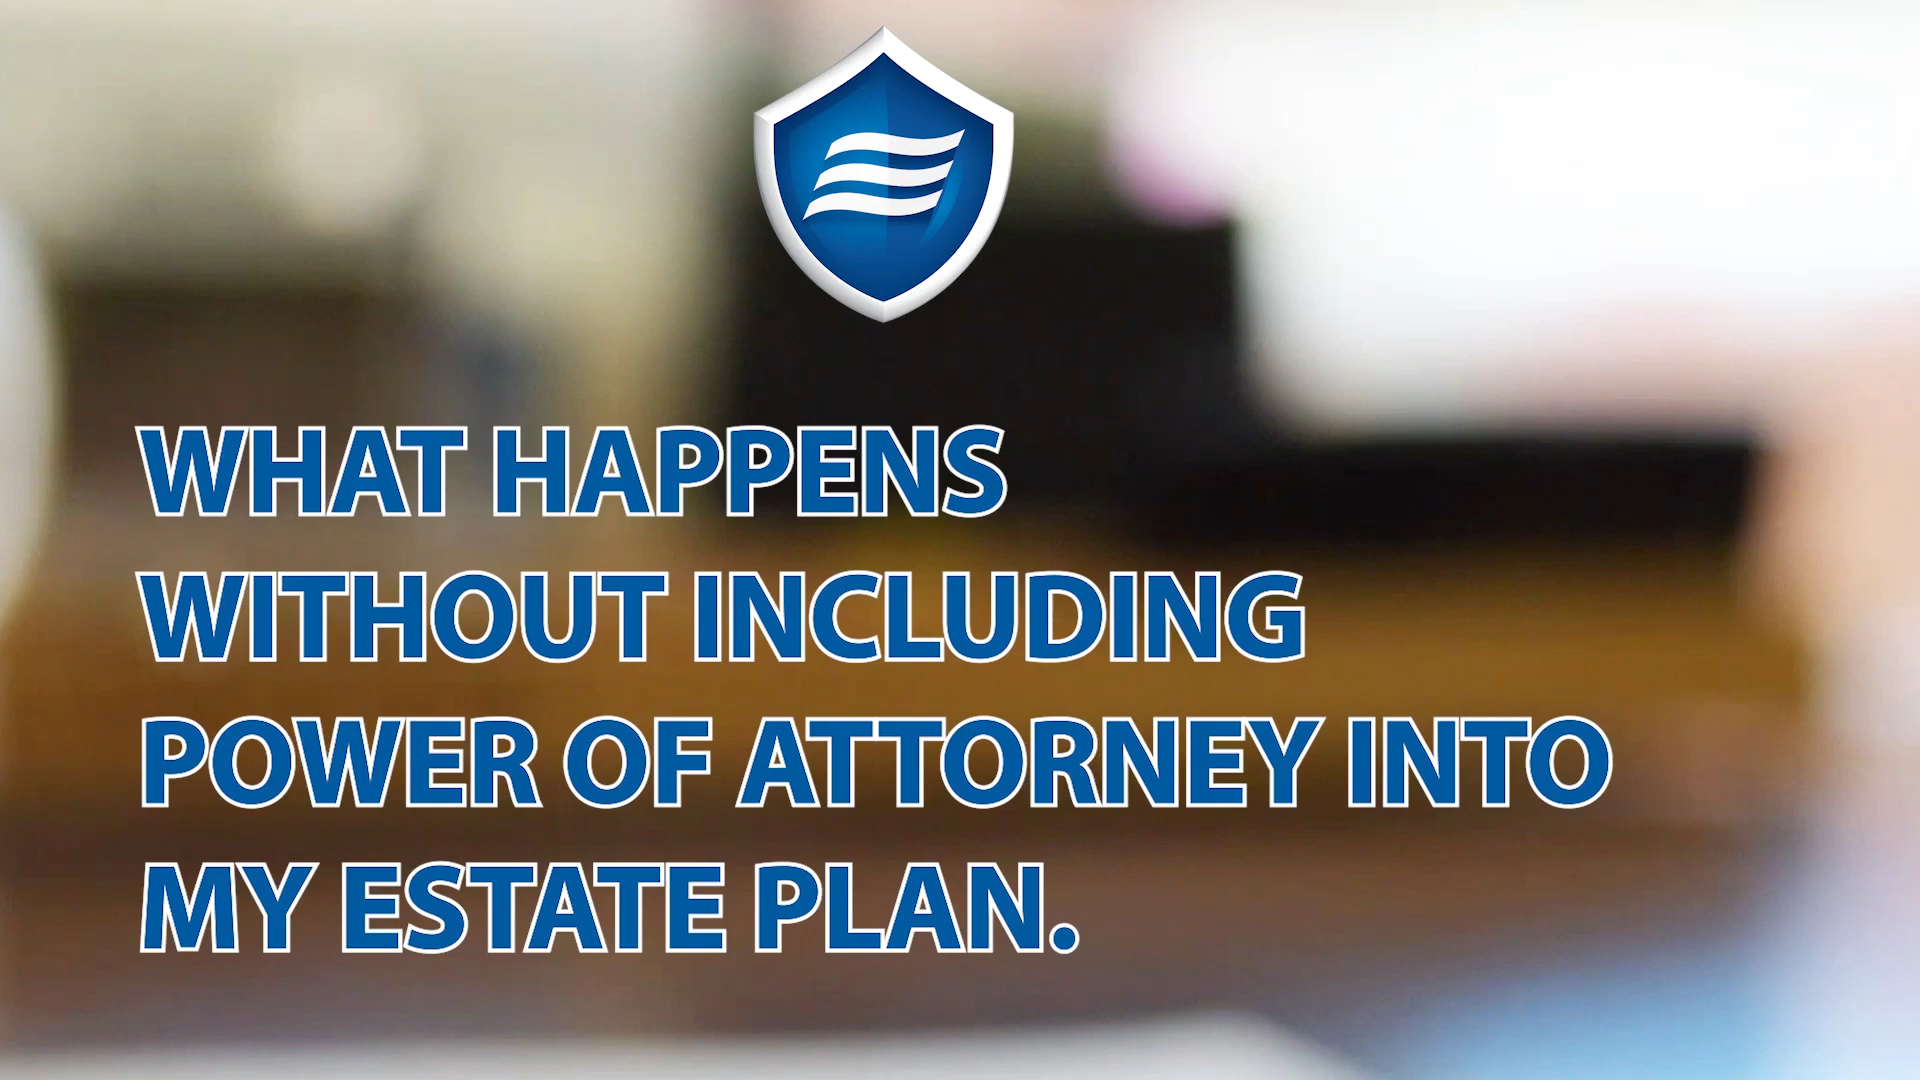 WHAT HAPPENS
WITHOUT INCLUDING
POWER OF ATTORNEY INTO
MY ESTATE PLAN.